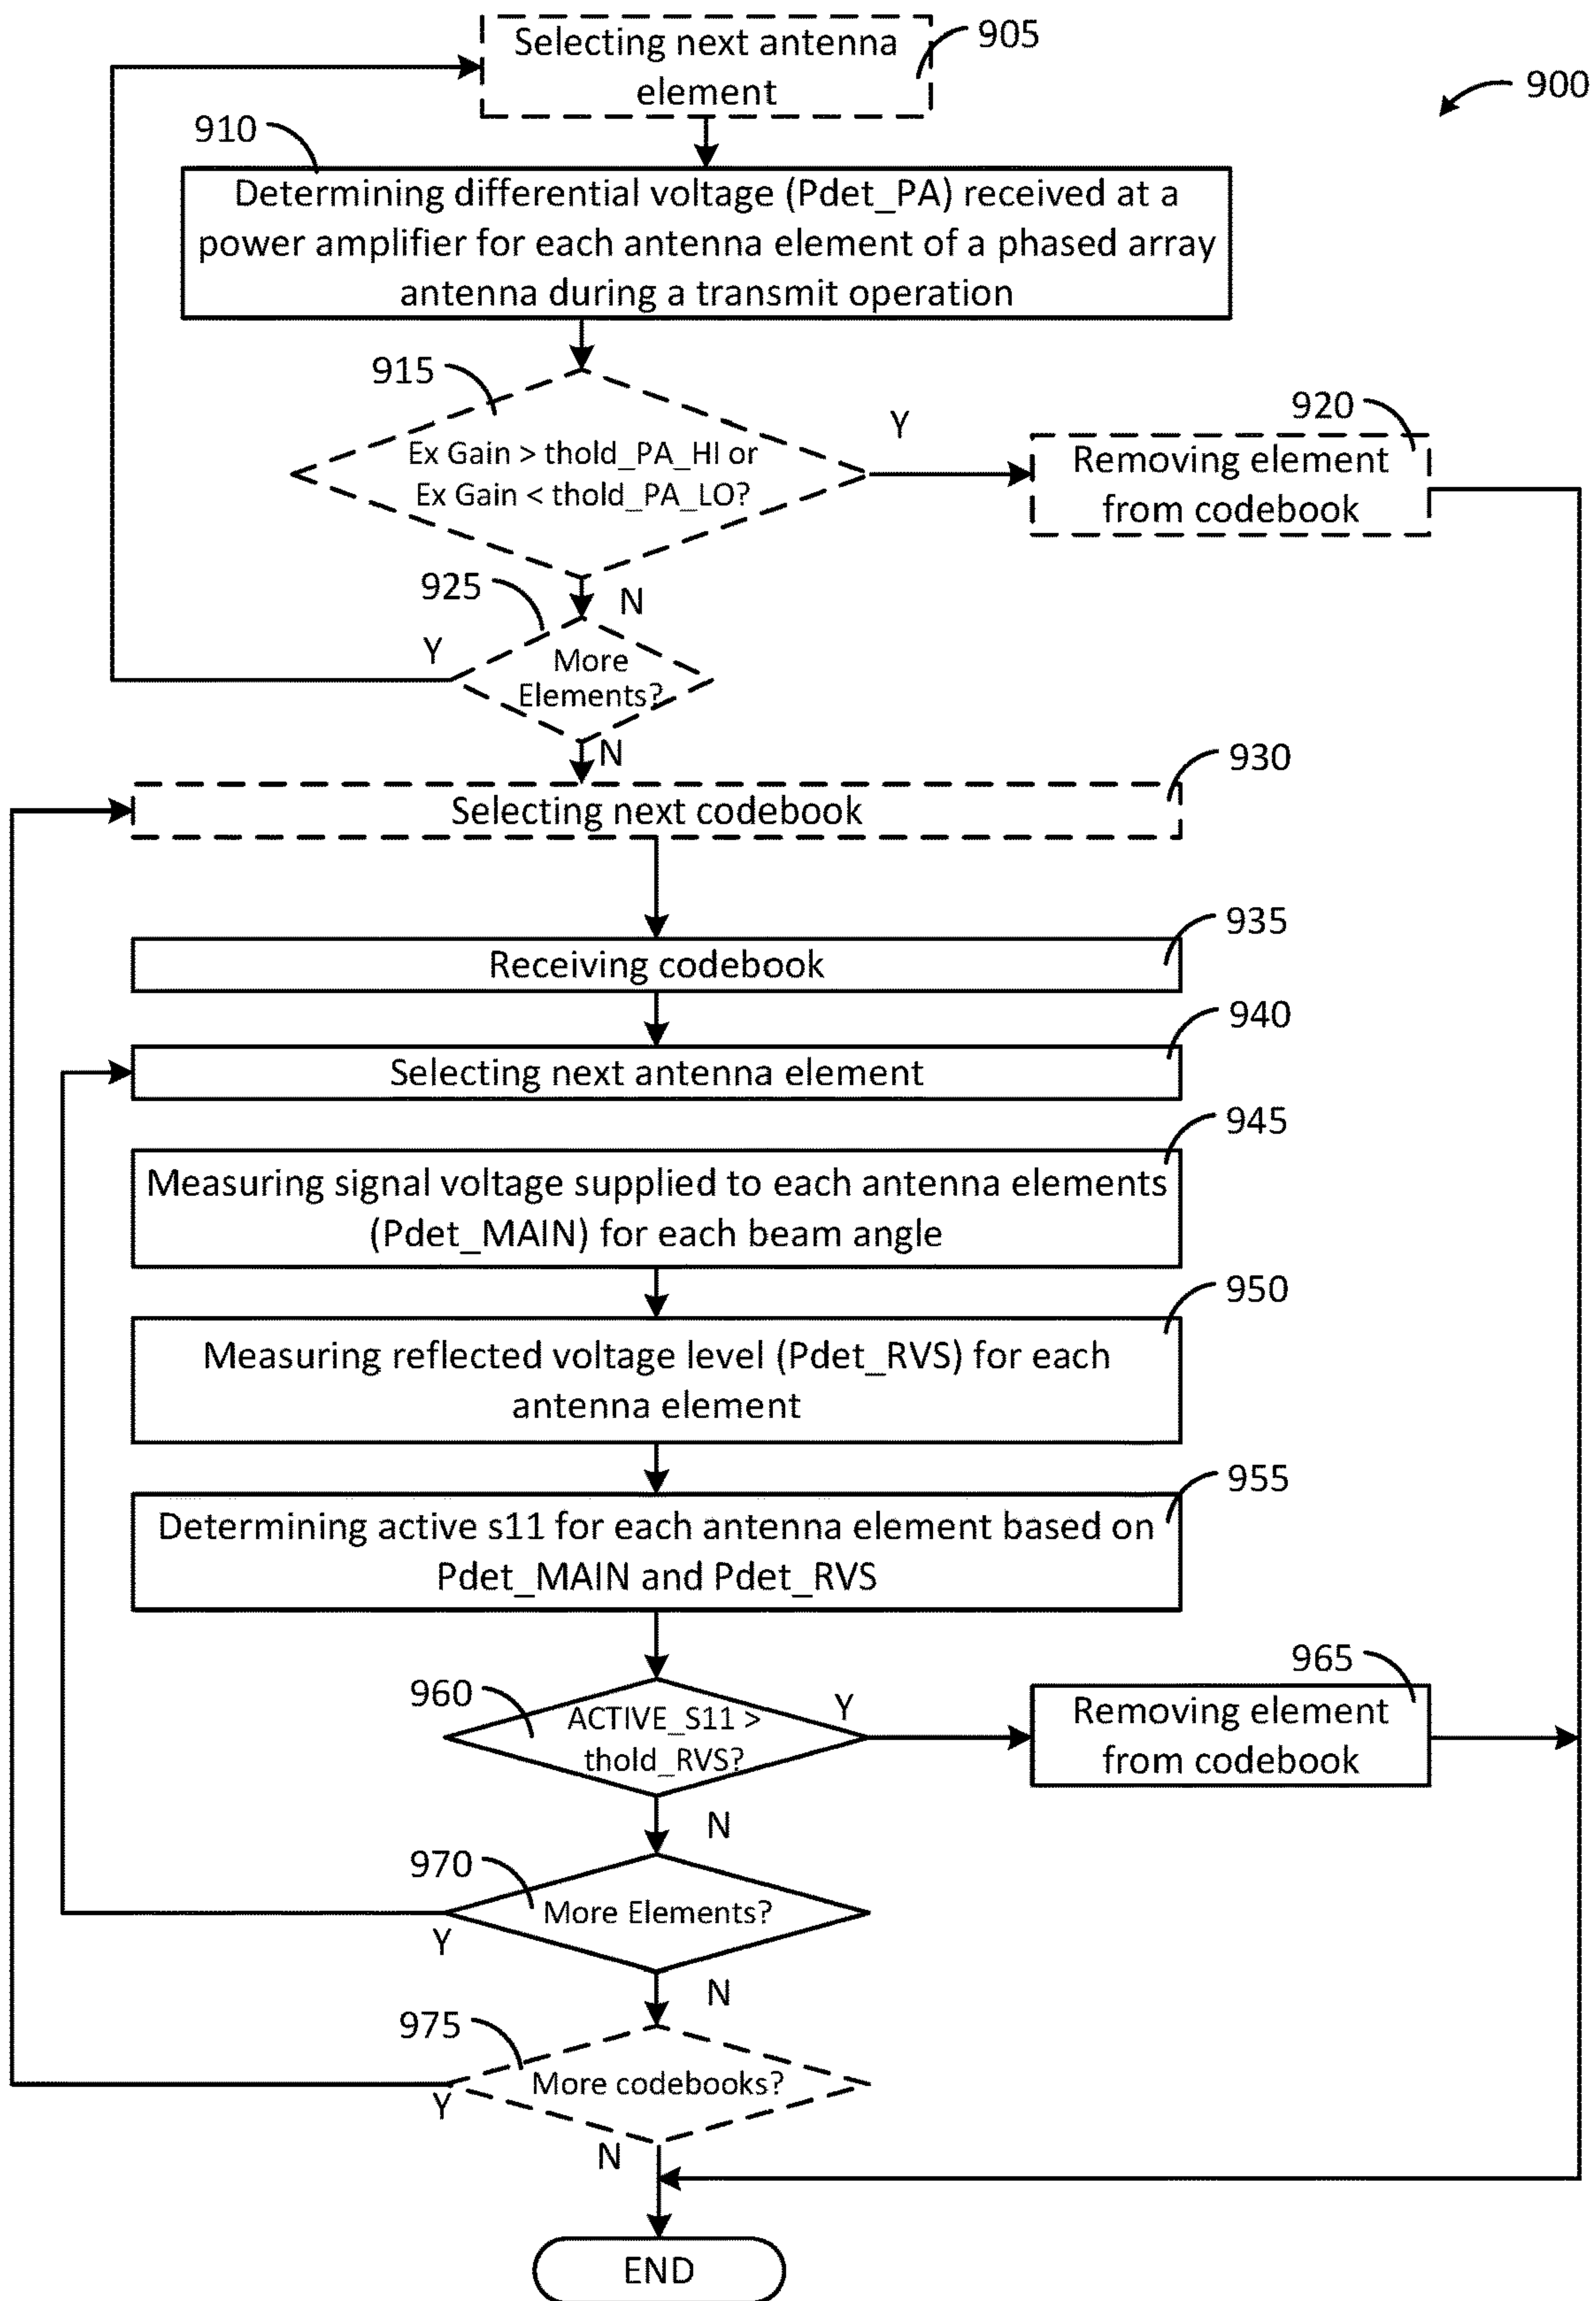 Selecting next antenna
element
905
900
910
Determining differential voltage (Pdet_PA) received at a
power amplifier for each antenna element of a phased array
antenna during a transmit operation
915
Ex Gain > thold_PA_HI or
Ex Gain < thold_PA_LO?
Y
920
Removing element
from codebook
N
925
Y
More
Elements?
N
930
Selecting next codebook
935
Receiving codebook
940
Selecting next antenna element
945
Measuring signal voltage supplied to each antenna elements
(Pdet_MAIN) for each beam angle
950
Measuring reflected voltage level (Pdet_RVS) for each
antenna element
955
Determining active s11 for each antenna element based on
Pdet_MAIN and Pdet_RVS
960
ACTIVE_S11 >
thold_RVS?
Y
965
Removing element
from codebook
N
970
More Elements?
Y
N
975
More codebooks?
Y
N
END